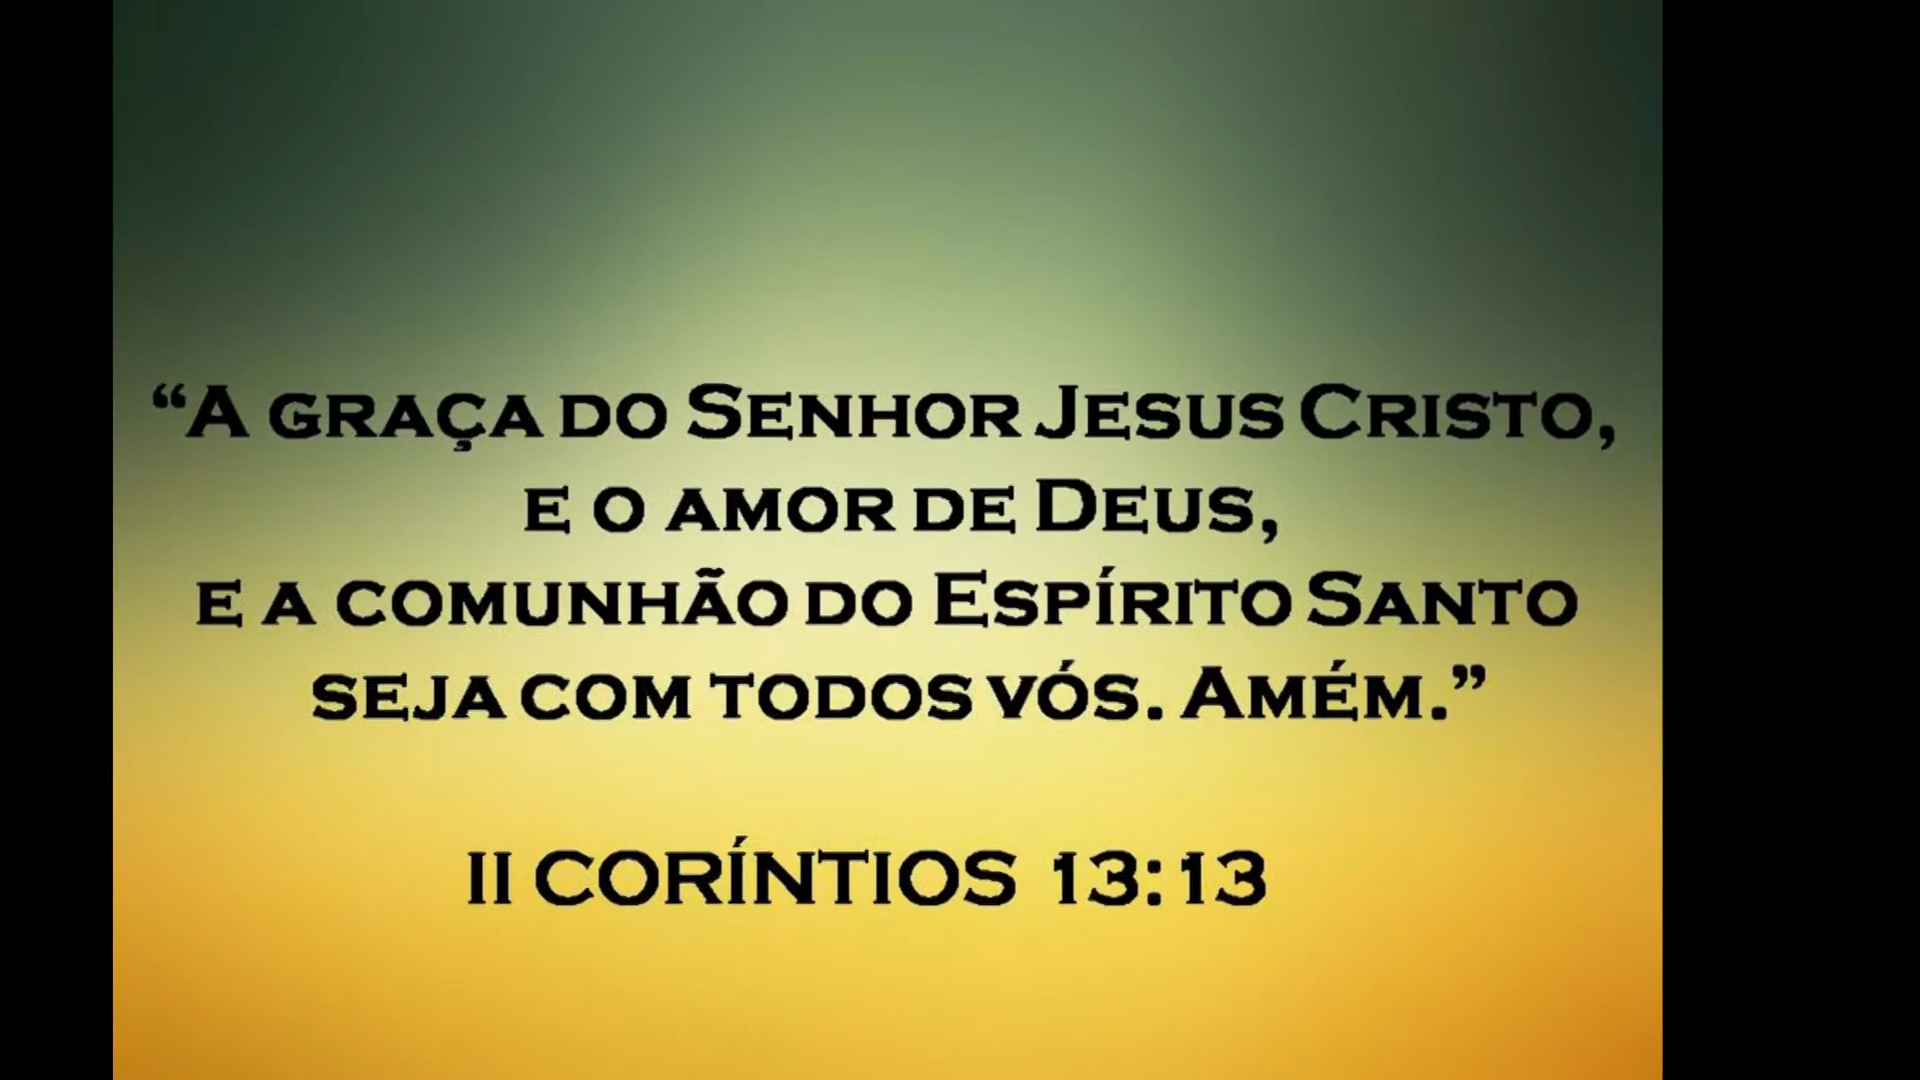 “A graça do Senhor Jesus Cristo,
e o amor de Deus,
e a comunhão do Espírito Santo
seja com todos vós. Amém.”
II CORÍNTIOS 13:13